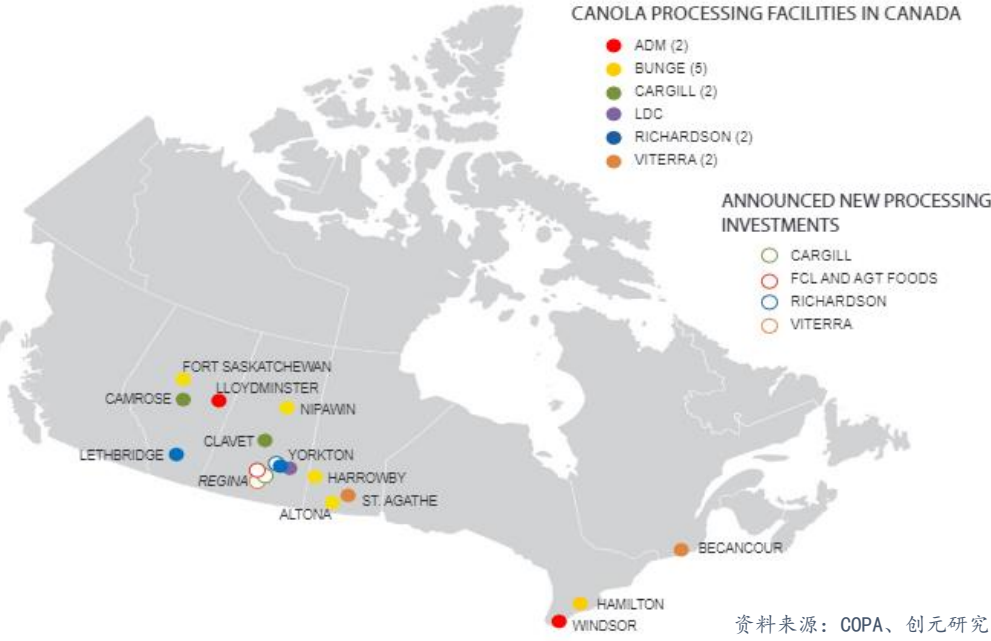 CANOLA PROCESSING FACILITIES IN CANADA
ADM (2)
BUNGE (5)
CARGILL (2)
LDC
RICHARDSON (2)
VITERRA (2)
ANNOUNCED NEW PROCESSING
INVESTMENTS
CARGILL
FCL AND AGT FOODS
RICHARDSON
VITERRA
FORT SASKATCHEWAN
LLOYDMINSTER
CAMROSE
NIPAWIN
CLAVET
LETHBRIDGE
YORKTON
REGINA
HARROWBY
ST. AGATHE
ALTONA
BECANCOUR
HAMILTON
WINDSOR
资料来源：COPA、创元研究